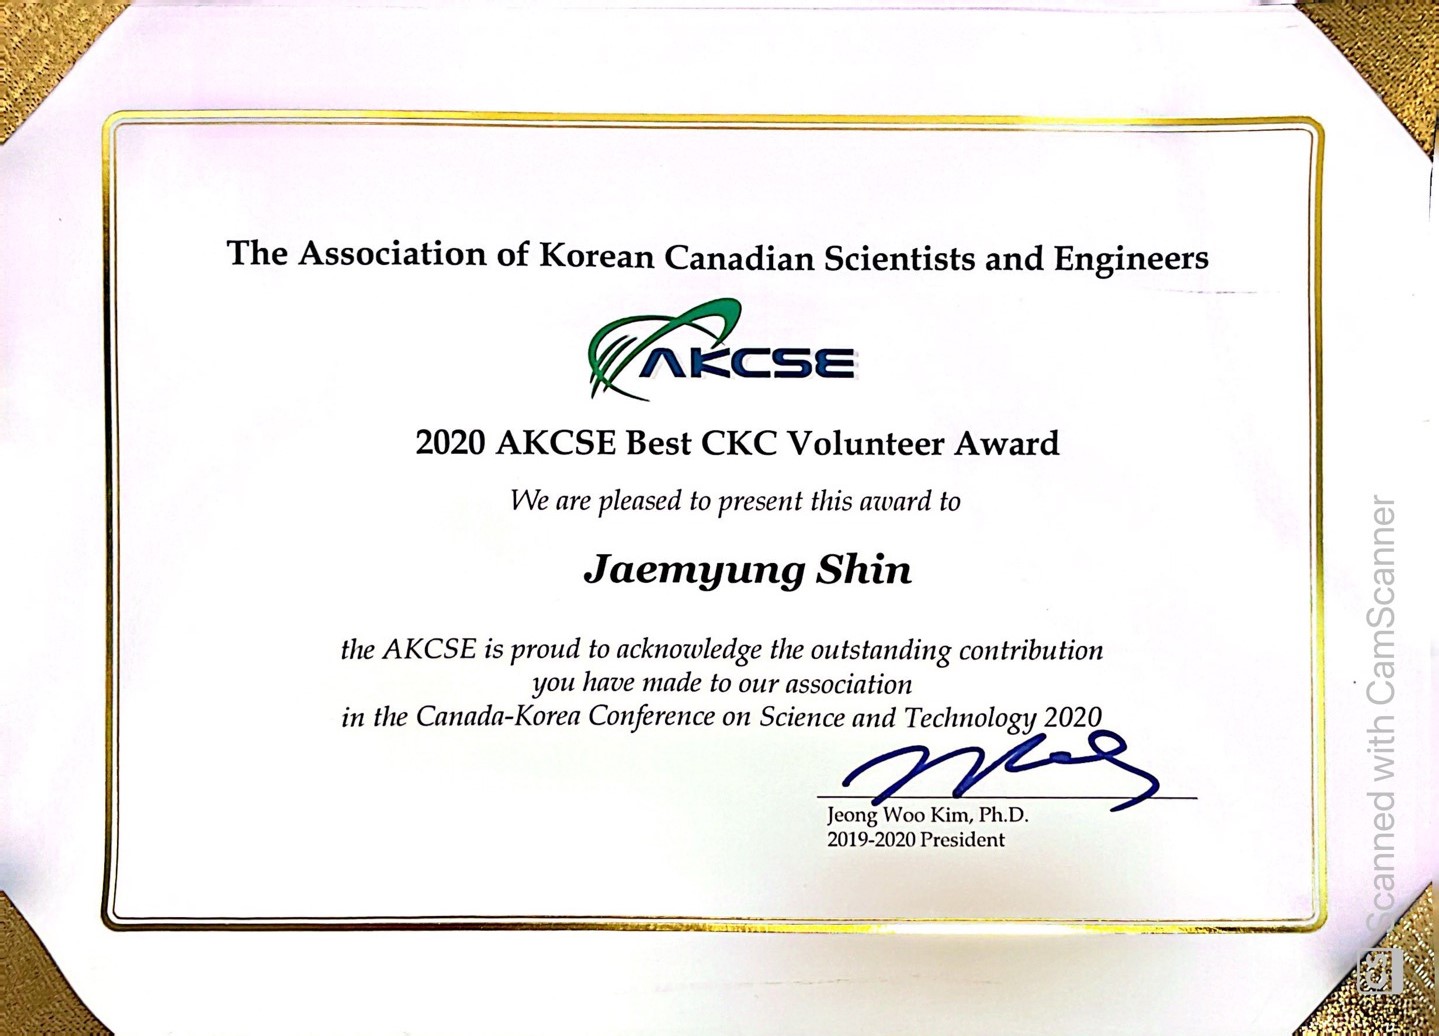 The Association of Korean Canadian Scientists and Engineers
AKCSE
2020 AKCSE Best CKC Volunteer Award
We are pleased to present this award to
Jaemyung Shin
the AKCSE is proud to acknowledge the outstanding contribution
you have made to our association
in the Canada-Korea Conference on Science and Technology 2020
Jeong Woo Kim, Ph.D.
2019-2020 President
CS Scanned with CamScanner